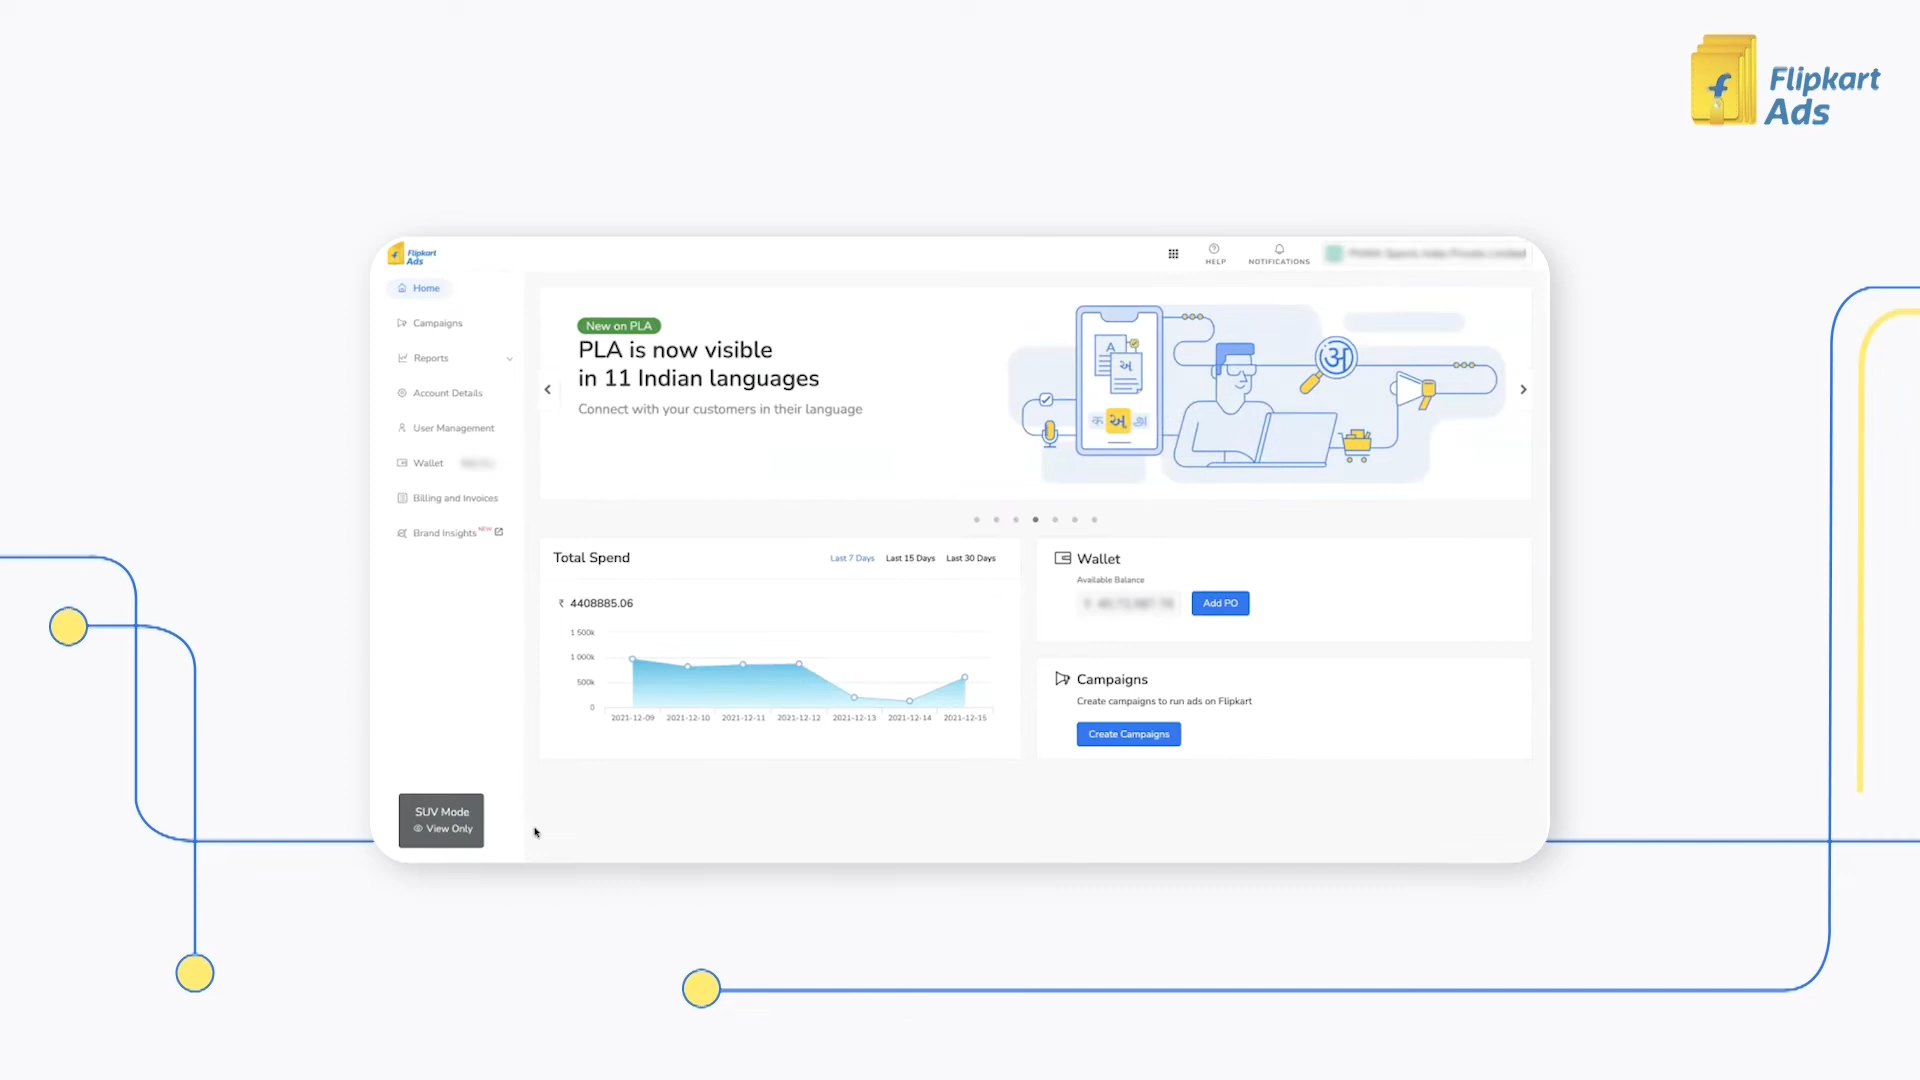 Flipkart
Ads
Flipkart
Ads
HELP
NOTIFICATIONS
Home
Campaigns
Reports
Account Details
User Management
Wallet
Billing and Invoices
Brand Insights NEW
New on PLA
PLA is now visible
in 11 Indian languages
Connect with your customers in their language
A
અ
क અ
अ
Total Spend
Last 7 Days Last 15 Days Last 30 Days
₹ 4408885.06
1 500k
1 000k
500k
0
2021-12-09 2021-12-10 2021-12-11 2021-12-12 2021-12-13 2021-12-14 2021-12-15
Wallet
Available Balance
Add PO
Campaigns
Create campaigns to run ads on Flipkart
Create Campaigns
SUV Mode
View Only